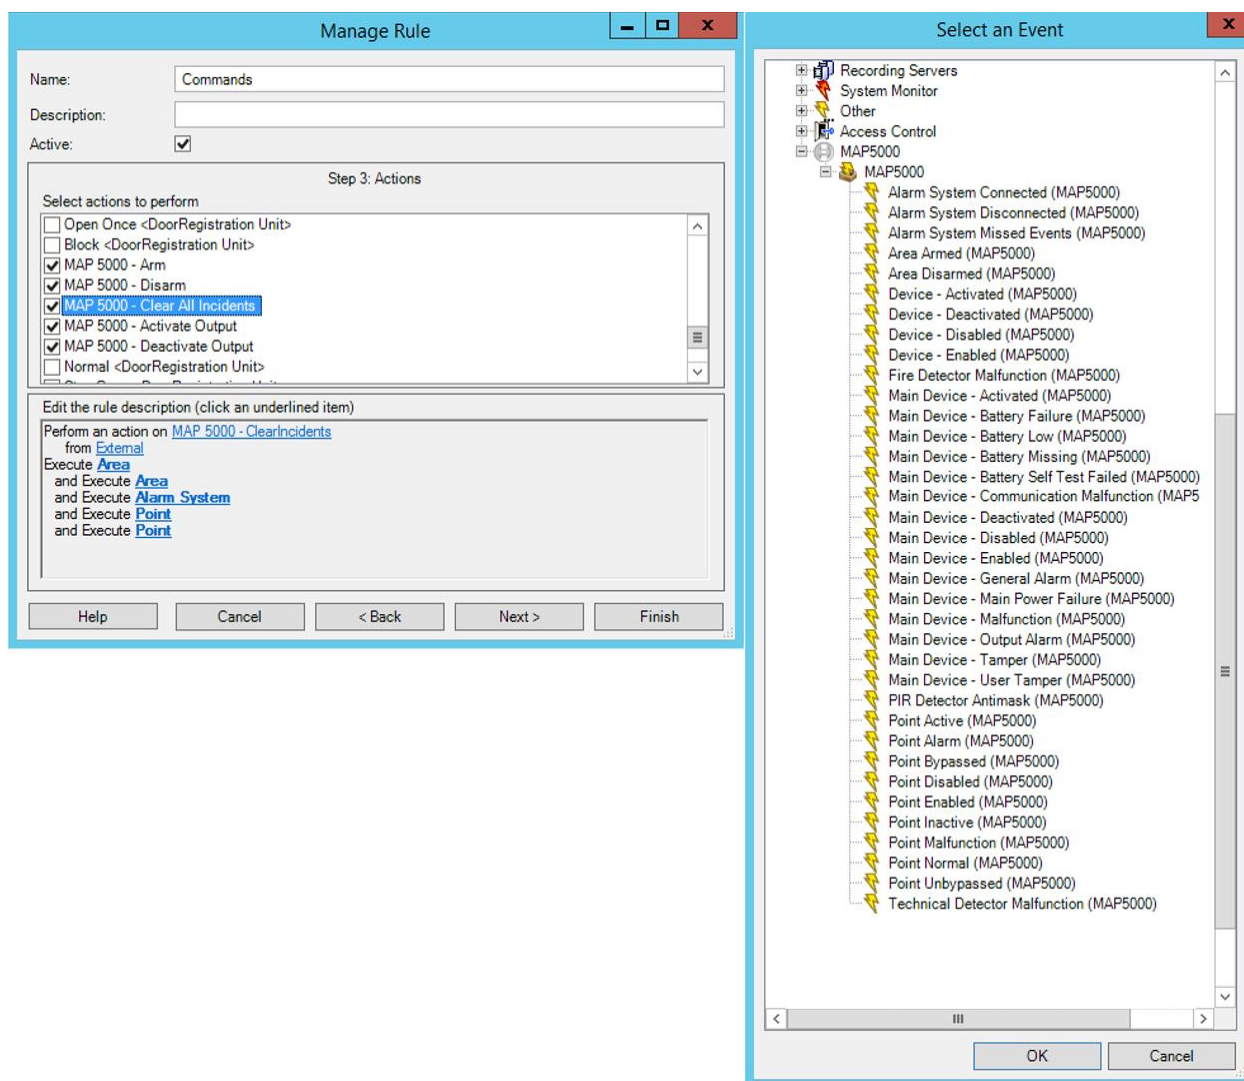 Manage Rule
Name:
Commands
Description:
Active:
Step 3: Actions
Select actions to perform
Open Once <DoorRegistration Unit>
Block <DoorRegistration Unit>
MAP 5000 - Arm
MAP 5000 - Disarm
MAP 5000 - Clear All Incidents
MAP 5000 - Activate Output
MAP 5000 - Deactivate Output
Normal <DoorRegistration Unit>
Edit the rule description (click an underlined item)
Perform an action on MAP 5000 - ClearIncidents
from External
Execute Area
and Execute Area
and Execute Alarm System
and Execute Point
and Execute Point
Help
Cancel
< Back
Next >
Finish
Select an Event
Recording Servers
System Monitor
Other
Access Control
MAP5000
MAP5000
Alarm System Connected (MAP5000)
Alarm System Disconnected (MAP5000)
Alarm System Missed Events (MAP5000)
Area Armed (MAP5000)
Area Disarmed (MAP5000)
Device - Activated (MAP5000)
Device - Deactivated (MAP5000)
Device - Disabled (MAP5000)
Device - Enabled (MAP5000)
Fire Detector Malfunction (MAP5000)
Main Device - Activated (MAP5000)
Main Device - Battery Failure (MAP5000)
Main Device - Battery Low (MAP5000)
Main Device - Battery Missing (MAP5000)
Main Device - Battery Self Test Failed (MAP5000)
Main Device - Communication Malfunction (MAP5
Main Device - Deactivated (MAP5000)
Main Device - Disabled (MAP5000)
Main Device - Enabled (MAP5000)
Main Device - General Alarm (MAP5000)
Main Device - Main Power Failure (MAP5000)
Main Device - Malfunction (MAP5000)
Main Device - Output Alarm (MAP5000)
Main Device - Tamper (MAP5000)
Main Device - User Tamper (MAP5000)
PIR Detector Antimask (MAP5000)
Point Active (MAP5000)
Point Alarm (MAP5000)
Point Bypassed (MAP5000)
Point Disabled (MAP5000)
Point Enabled (MAP5000)
Point Inactive (MAP5000)
Point Malfunction (MAP5000)
Point Normal (MAP5000)
Point Unbypassed (MAP5000)
Technical Detector Malfunction (MAP5000)
OK
Cancel